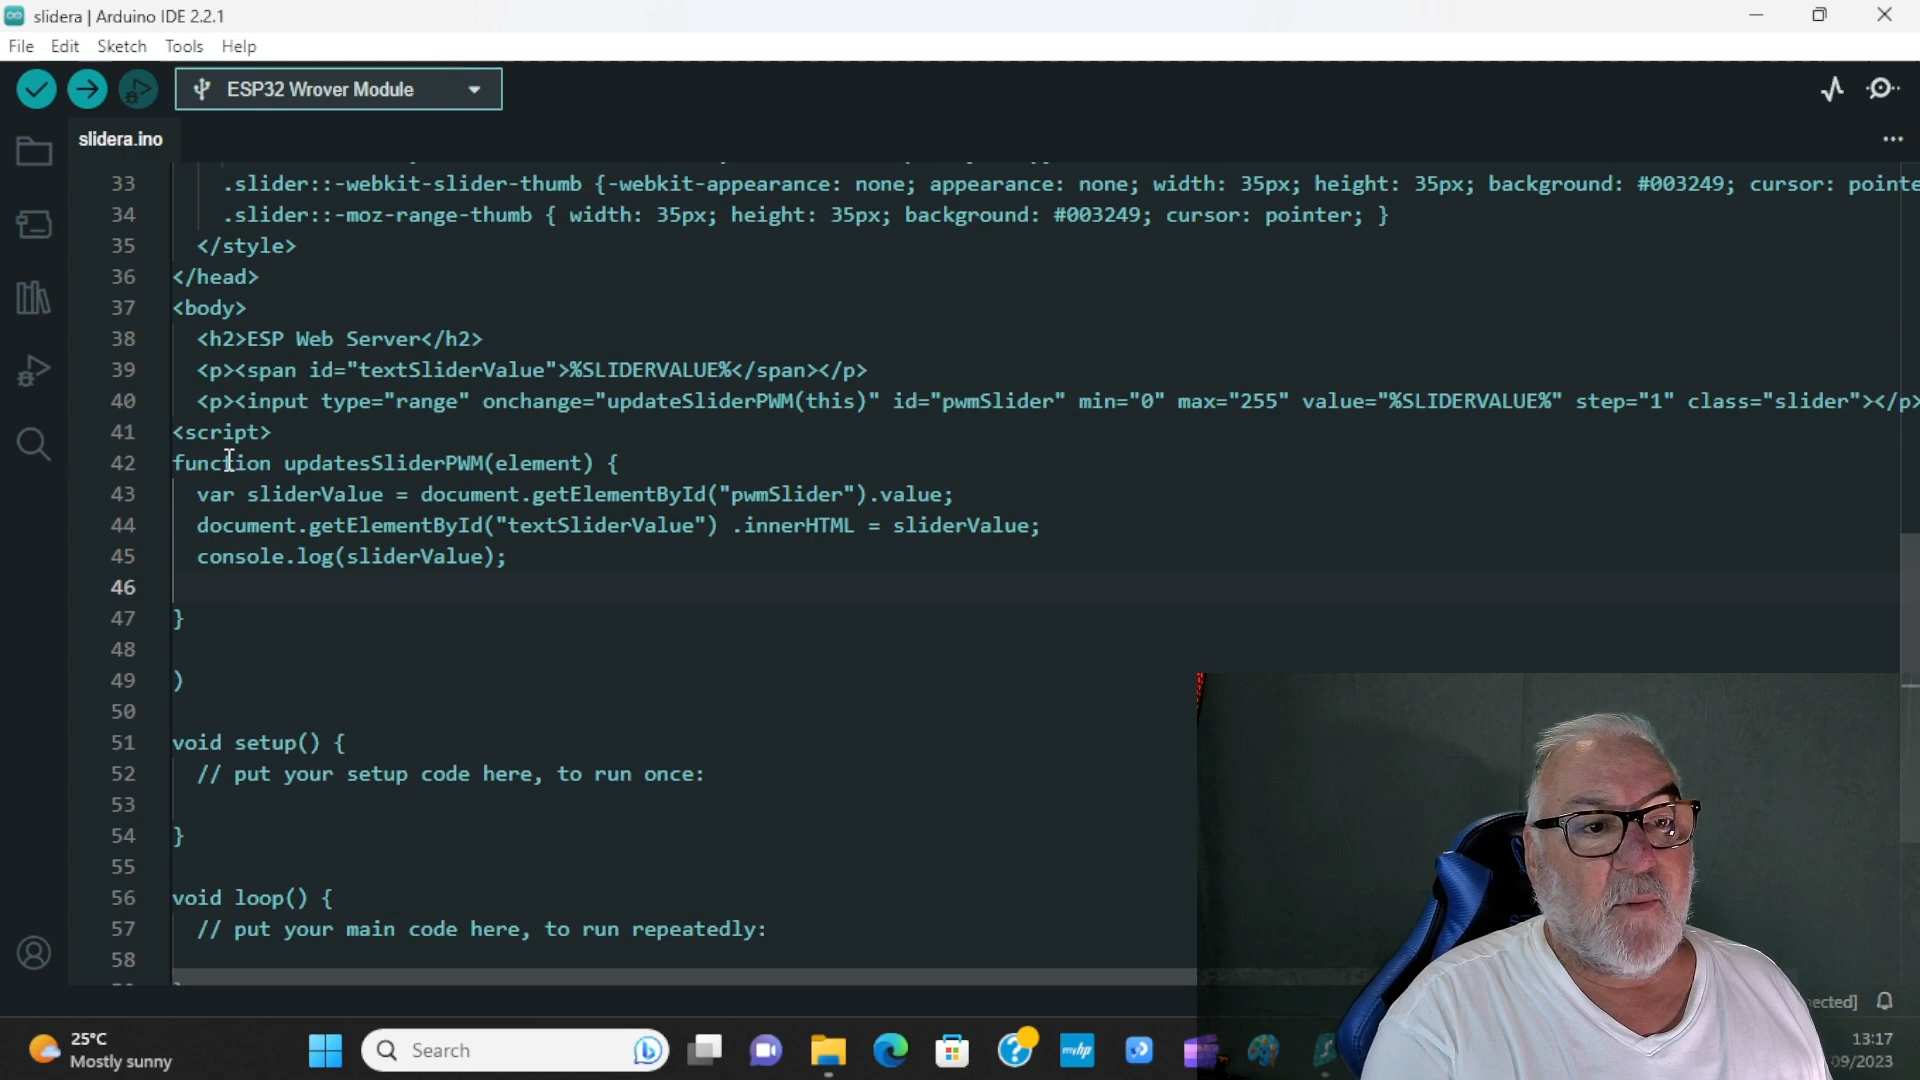 slidera | Arduino IDE 2.2.1
File Edit Sketch Tools Help
ESP32 Wrover Module
slidera.ino
33 .slider::-webkit-slider-thumb {-webkit-appearance: none; appearance: none; width: 35px; height: 35px; background: #003249; cursor: pointe
34 .slider::-moz-range-thumb { width: 35px; height: 35px; background: #003249; cursor: pointer; }
35 </style>
36 </head>
37 <body>
38 <h2>ESP Web Server</h2>
39 <p><span id="textSliderValue">%SLIDERVALUE%</span></p>
40 <p><input type="range" onchange="updateSliderPWM(this)" id="pwmSlider" min="0" max="255" value="%SLIDERVALUE%" step="1" class="slider"></p>
41 <script>
42 function updatesSliderPWM(element) {
43 var sliderValue = document.getElementById("pwmSlider").value;
44 document.getElementById("textSliderValue") .innerHTML = sliderValue;
45 console.log(sliderValue);
46
47 }
48
49 )
50
51 void setup() {
52 // put your setup code here, to run once:
53
54 }
55
56 void loop() {
57 // put your main code here, to run repeatedly:
58
ected]
25°C
Mostly sunny
Search
myhp
13:17
09/2023